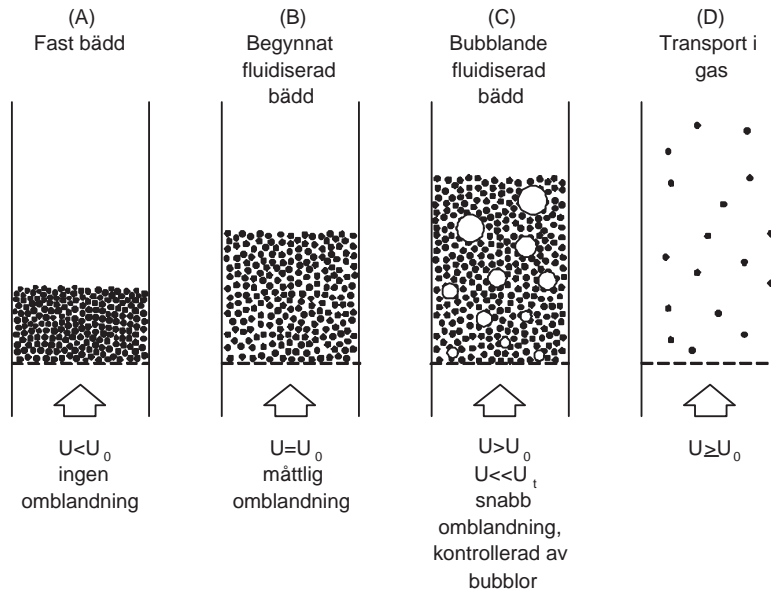 (A)
Fast bädd
(B)
Begynnat
fluidiserad
bädd
(C)
Bubblande
fluidiserad
bädd
(D)
Transport i
gas
U<U₀
ingen
omblandning
U=U₀
måttlig
omblandning
U>U₀
U<<Uₜ
snabb
omblandning,
kontrollerad av
bubblor
U≥U₀